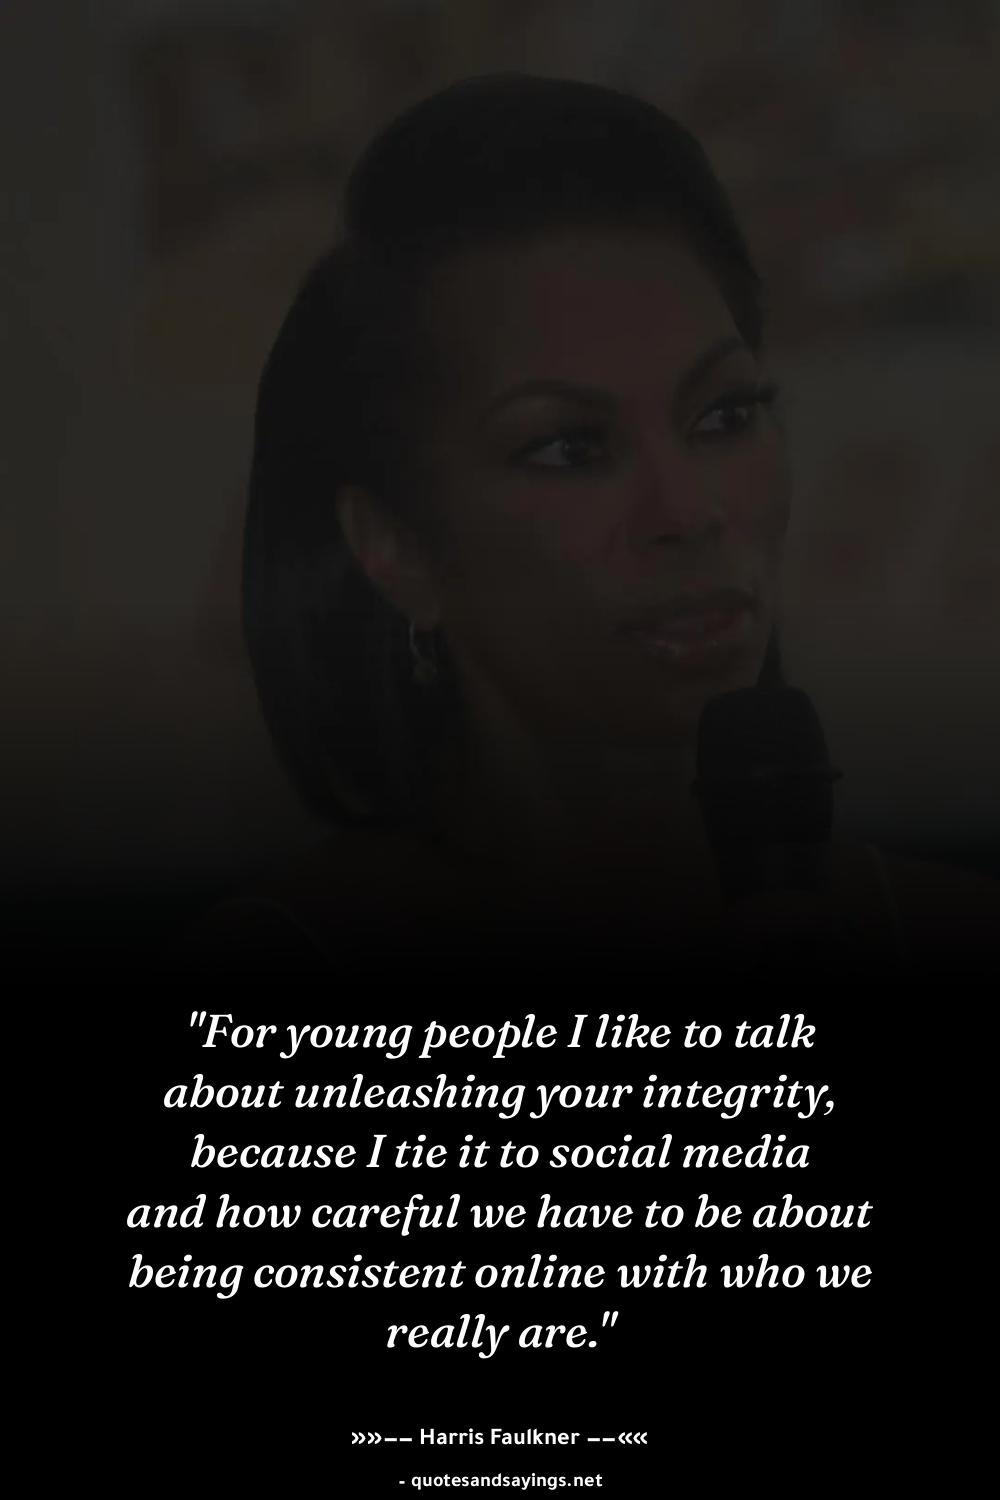 "For young people I like to talk
about unleashing your integrity,
because I tie it to social media
and how careful we have to be about
being consistent online with who we
really are."
»»–– Harris Faulkner ––««
- quotesandsayings.net